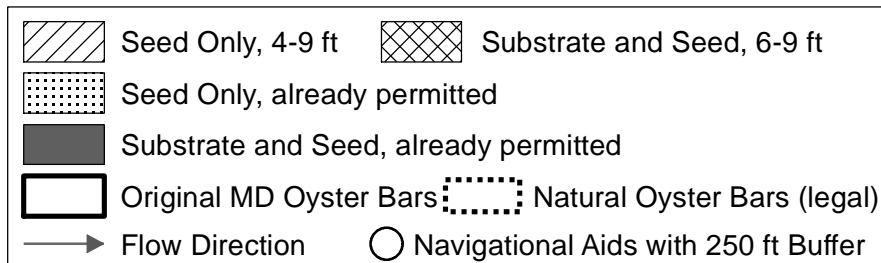 Seed Only, 4-9 ft Substrate and Seed, 6-9 ft
Seed Only, already permitted
Substrate and Seed, already permitted
Original MD Oyster Bars Natural Oyster Bars (legal)
Flow Direction Navigational Aids with 250 ft Buffer